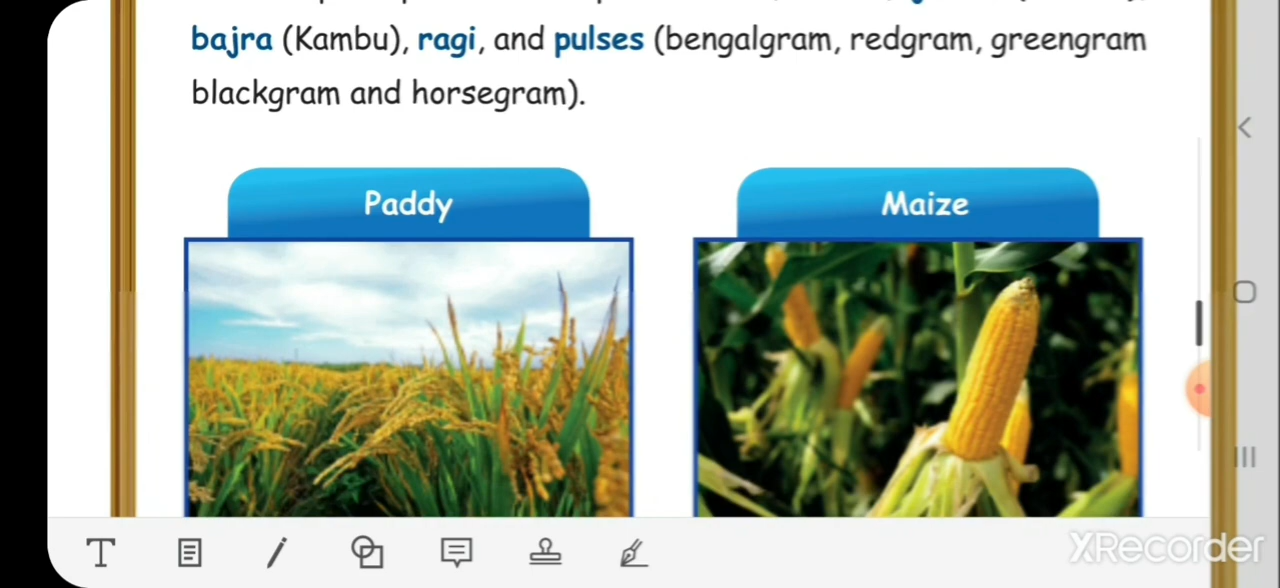 bajra (Kambu), ragi, and pulses (bengalgram, redgram, greengram
blackgram and horsegram).
Paddy
Maize
XRecorder